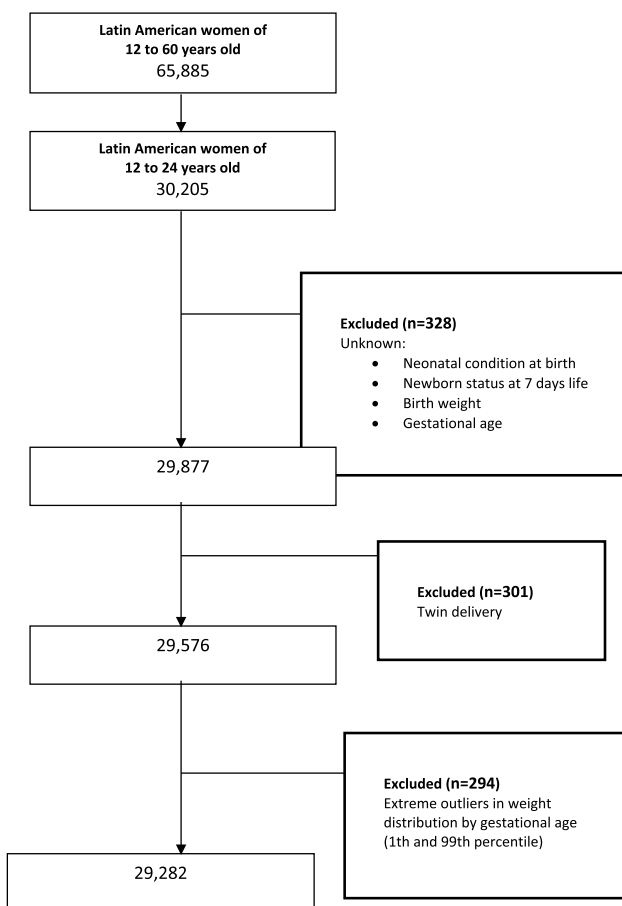 Latin American women of
12 to 60 years old
65,885
Latin American women of
12 to 24 years old
30,205
Excluded (n=328)
Unknown:
• Neonatal condition at birth
• Newborn status at 7 days life
• Birth weight
• Gestational age
29,877
Excluded (n=301)
Twin delivery
29,576
Excluded (n=294)
Extreme outliers in weight
distribution by gestational age
(1th and 99th percentile)
29,282